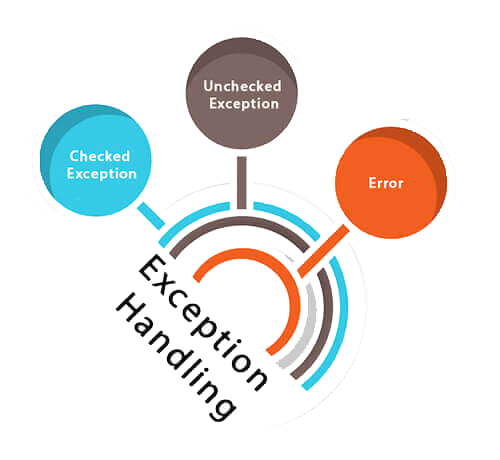 Unchecked
Exception
Checked
Exception
Error
Exception
Handling